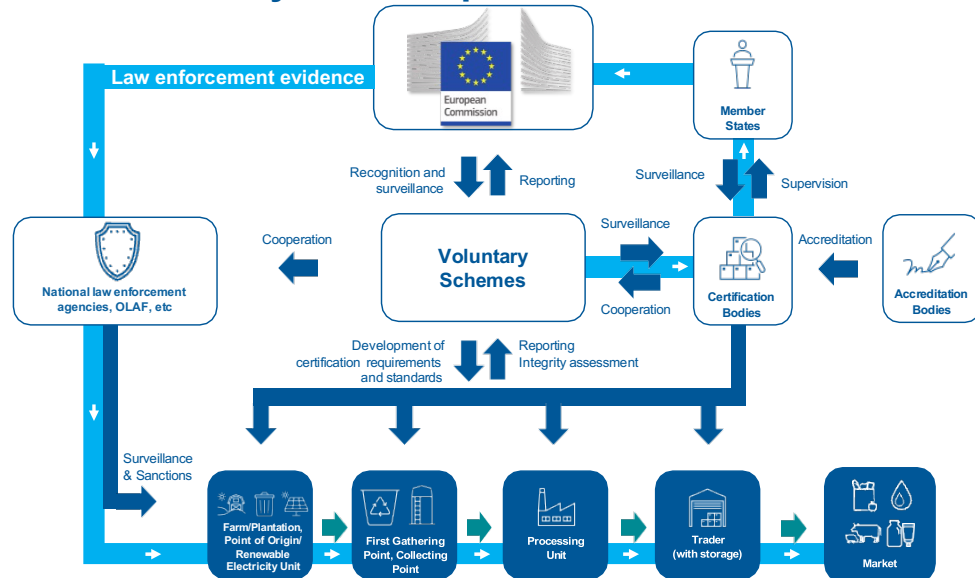 Law enforcement evidence
European
Commission
Member
States
Recognition and
surveillance
Reporting
Surveillance
Supervision
Cooperation
Voluntary
Schemes
Surveillance
Cooperation
Accreditation
National law enforcement
agencies, OLAF, etc
Certification
Bodies
Accreditation
Bodies
Development of
certification requirements
and standards
Reporting
Integrity assessment
Surveillance
& Sanctions
Farm/Plantation,
Point of Origin/
Renewable
Electricity Unit
First Gathering
Point, Collecting
Point
Processing
Unit
Trader
(with storage)
Market